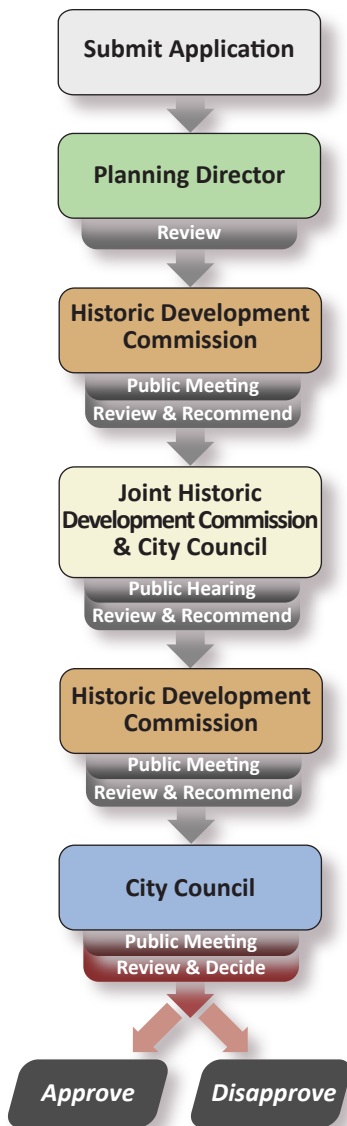 Submit Application
Planning Director
Review
Historic Development
Commission
Public Meeting
Review & Recommend
Joint Historic
Development Commission
& City Council
Public Hearing
Review & Recommend
Historic Development
Commission
Public Meeting
Review & Recommend
City Council
Public Meeting
Review & Decide
Approve
Disapprove